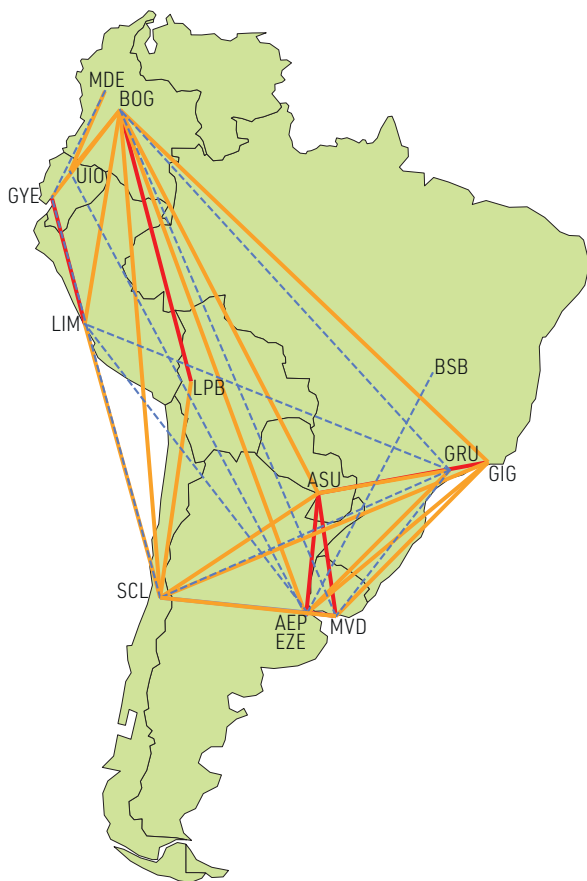 MDE
BOG
UIO
GYE
LIM
BSB
LPB
GRU
GIG
ASU
SCL
AEP
EZE
MVD